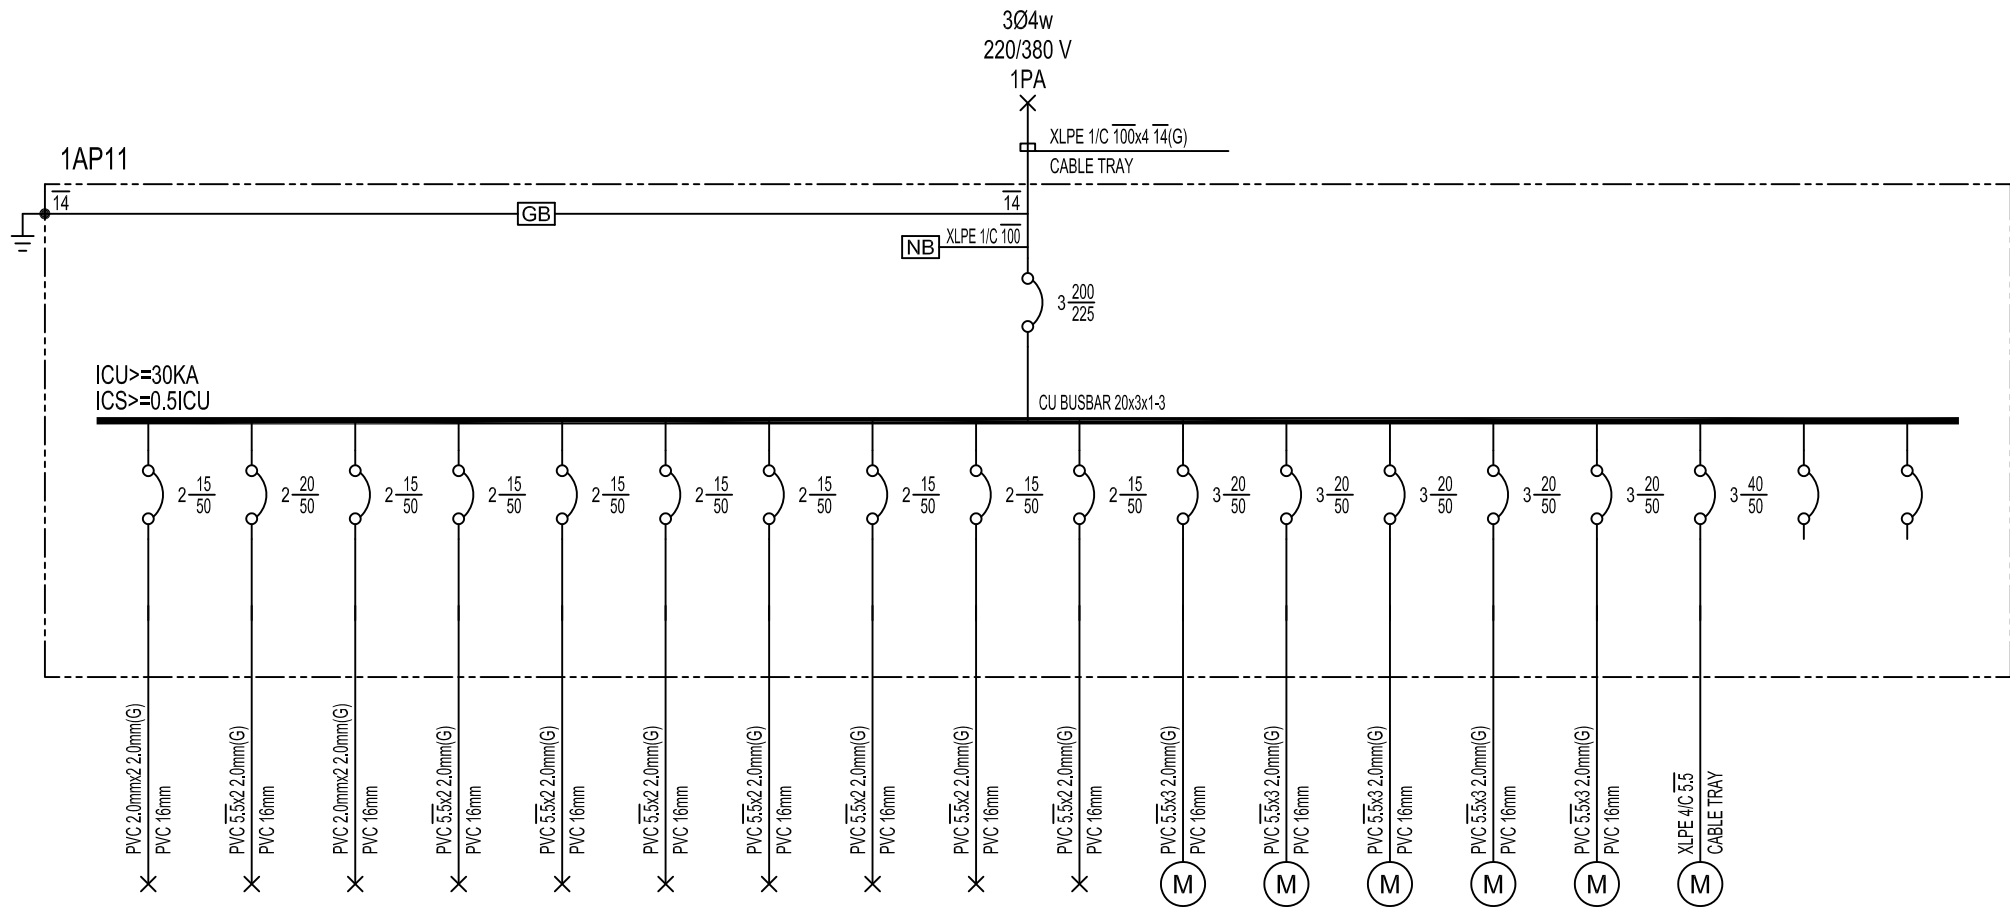 3Ø4w
220/380 V
1PA
XLPE 1/C 100x4 14(G)
CABLE TRAY
1AP11
14
14
GB
XLPE 1/C 100
NB
3 200
225
ICU>=30KA
ICS>=0.5ICU
CU BUSBAR 20x3x1-3
2 15
50
2 20
50
2 15
50
2 15
50
2 15
50
2 15
50
2 15
50
2 15
50
2 15
50
2 15
50
3 20
50
3 20
50
3 20
50
3 20
50
3 20
50
3 40
50
PVC 2.0mmx2 2.0mm(G)
PVC 16mm
PVC 5.5x2 2.0mm(G)
PVC 16mm
PVC 2.0mmx2 2.0mm(G)
PVC 16mm
PVC 5.5x2 2.0mm(G)
PVC 16mm
PVC 5.5x2 2.0mm(G)
PVC 16mm
PVC 5.5x2 2.0mm(G)
PVC 16mm
PVC 5.5x2 2.0mm(G)
PVC 16mm
PVC 5.5x2 2.0mm(G)
PVC 16mm
PVC 5.5x2 2.0mm(G)
PVC 16mm
PVC 5.5x2 2.0mm(G)
PVC 16mm
PVC 5.5x3 2.0mm(G)
PVC 16mm
PVC 5.5x3 2.0mm(G)
PVC 16mm
PVC 5.5x3 2.0mm(G)
PVC 16mm
PVC 5.5x3 2.0mm(G)
PVC 16mm
PVC 5.5x3 2.0mm(G)
PVC 16mm
XLPE 4/C 5.5
CABLE TRAY
M
M
M
M
M
M